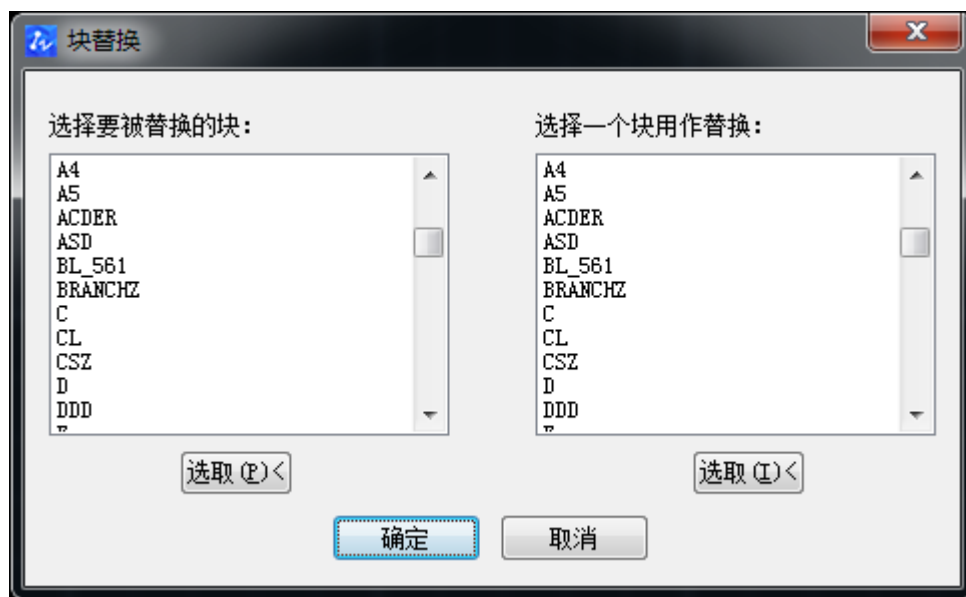 块替换
选择要被替换的块：
A4
A5
ACDER
ASD
BL_561
BRANCHZ
C
CL
CSZ
D
DDD
选取(P)<
选择一个块用作替换：
A4
A5
ACDER
ASD
BL_561
BRANCHZ
C
CL
CSZ
D
DDD
选取(I)<
确定
取消